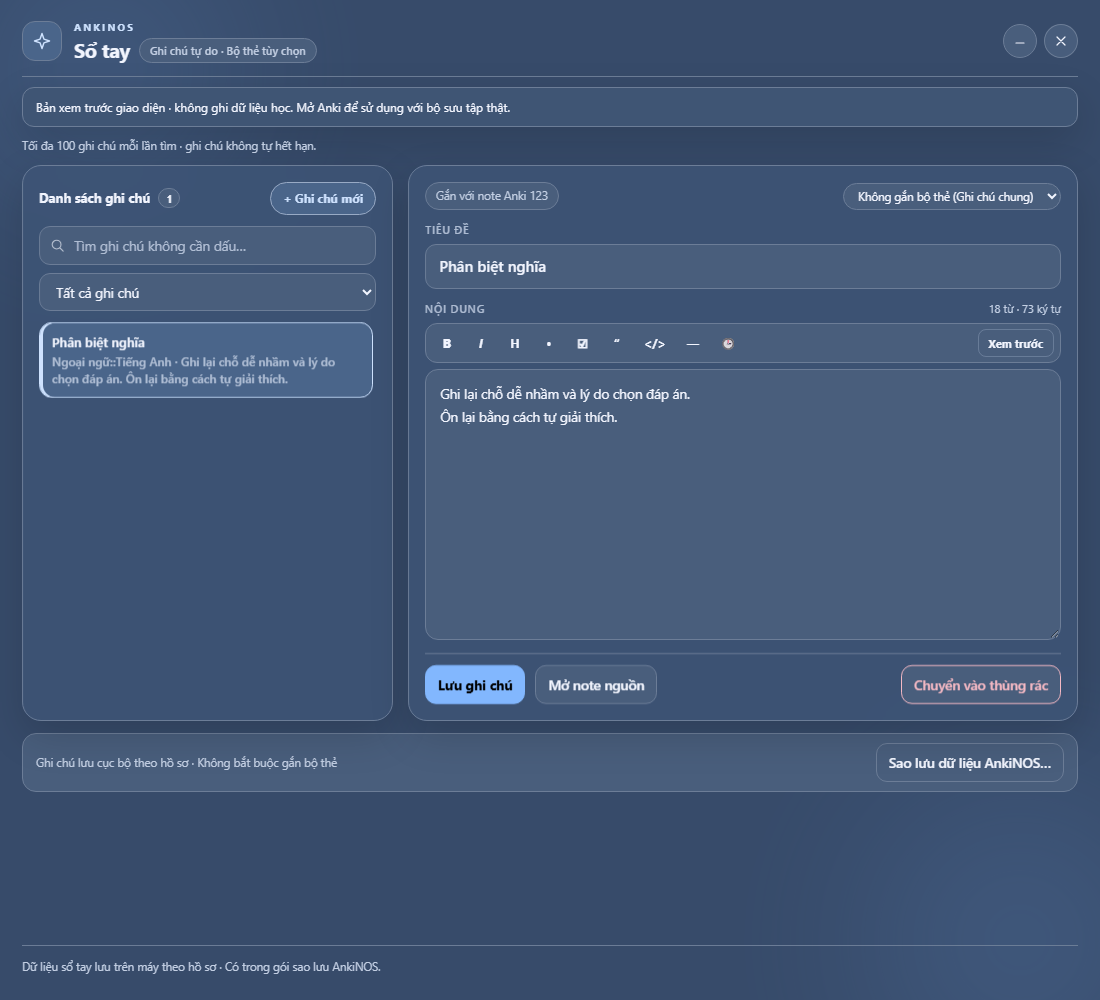 ANKINOS
Sổ tay
Ghi chú tự do · Bộ thẻ tùy chọn
Bản xem trước giao diện · không ghi dữ liệu học. Mở Anki để sử dụng với bộ sưu tập thật.
Tối đa 100 ghi chú mỗi lần tìm · ghi chú không tự hết hạn.
Danh sách ghi chú 1
+ Ghi chú mới
Tìm ghi chú không cần dấu...
Tất cả ghi chú
Phân biệt nghĩa
Ngoại ngữ::Tiếng Anh · Ghi lại chỗ dễ nhầm và lý do
chọn đáp án. Ôn lại bằng cách tự giải thích.
Gắn với note Anki 123
Không gắn bộ thẻ (Ghi chú chung)
TIÊU ĐỀ
Phân biệt nghĩa
NỘI DUNG
18 từ · 73 ký tự
B I H • ☑ “ </> —
Xem trước
Ghi lại chỗ dễ nhầm và lý do chọn đáp án.
Ôn lại bằng cách tự giải thích.
Lưu ghi chú
Mở note nguồn
Chuyển vào thùng rác
Ghi chú lưu cục bộ theo hồ sơ · Không bắt buộc gắn bộ thẻ
Sao lưu dữ liệu AnkiNOS...
Dữ liệu sổ tay lưu trên máy theo hồ sơ · Có trong gói sao lưu AnkiNOS.